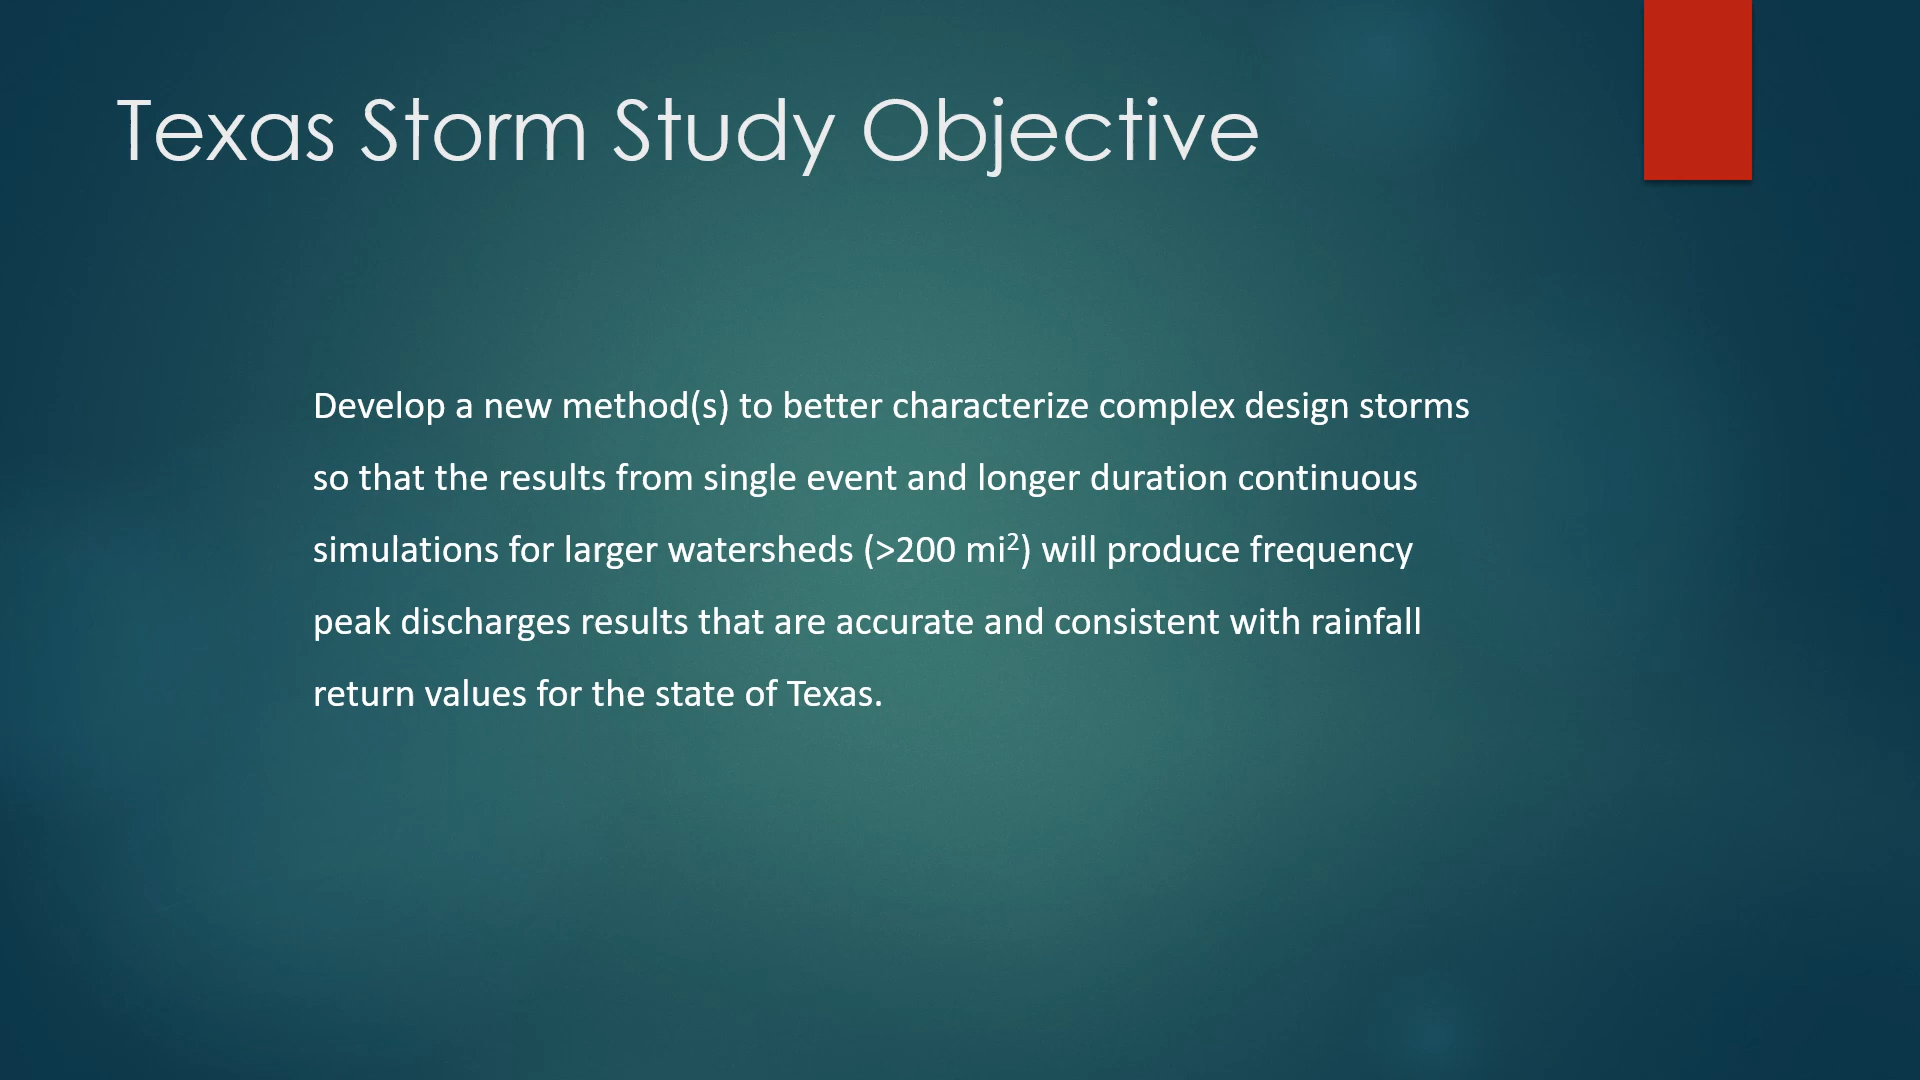 Texas Storm Study Objective
Develop a new method(s) to better characterize complex design storms
so that the results from single event and longer duration continuous
simulations for larger watersheds (>200 mi²) will produce frequency
peak discharges results that are accurate and consistent with rainfall
return values for the state of Texas.